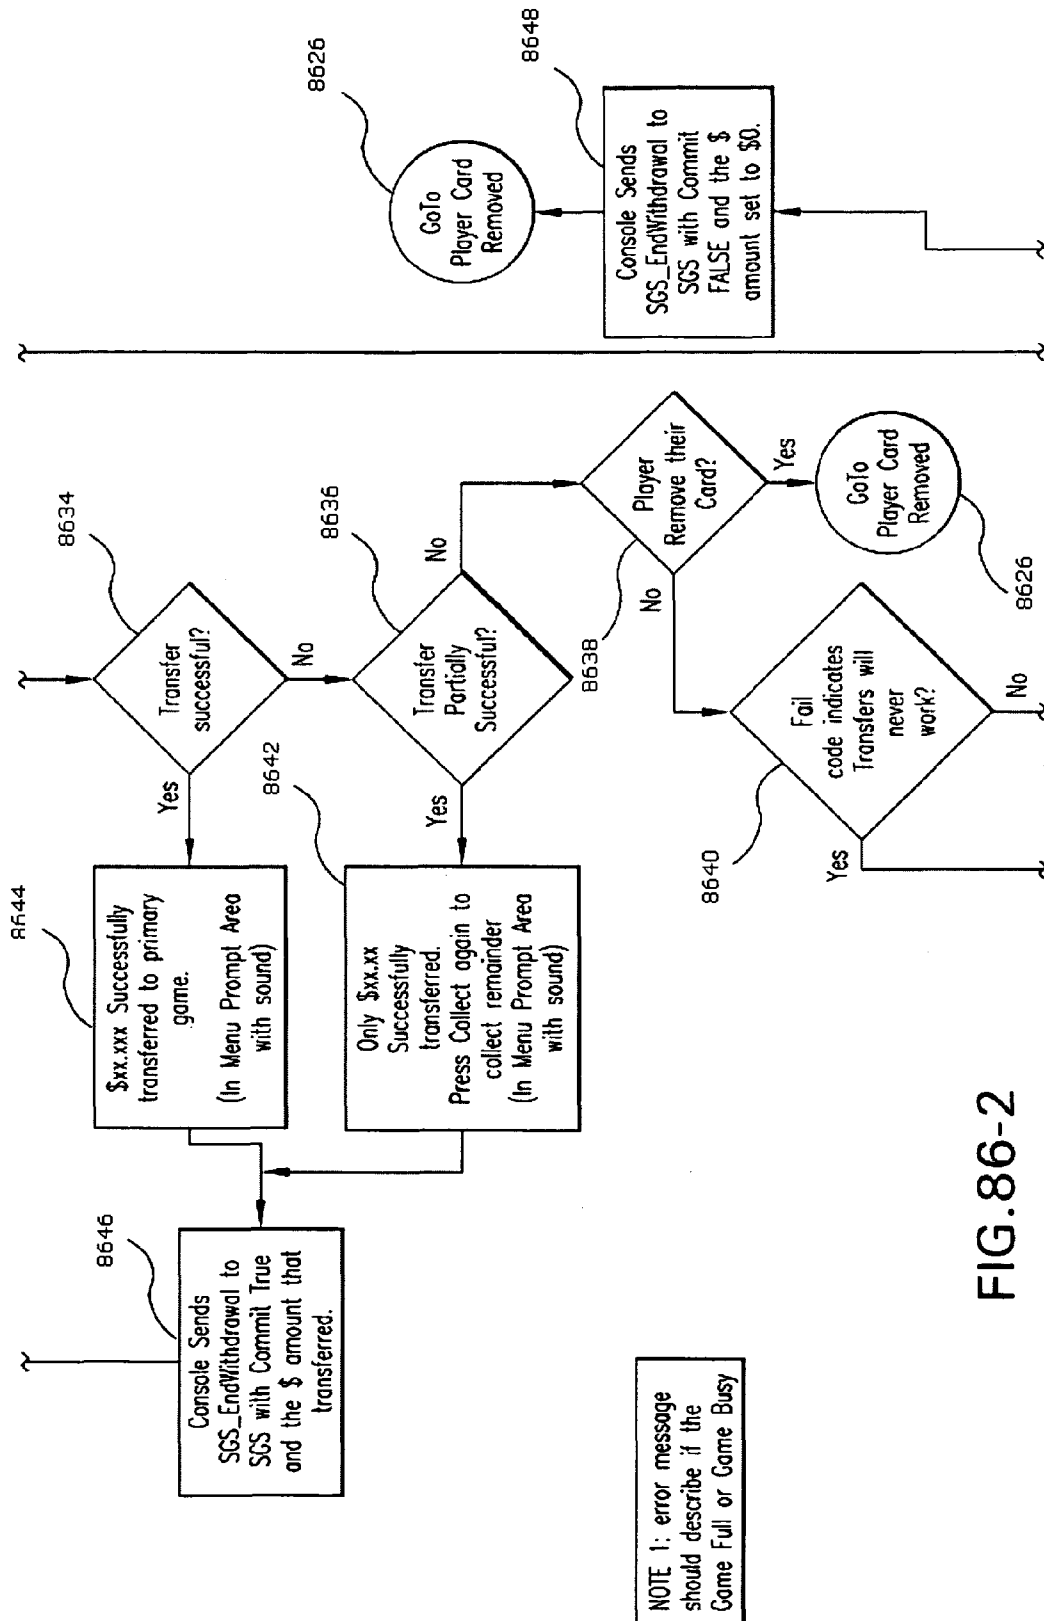 8634
Transfer
successful?
Yes
No
8644
$xx.xxx Successfully
transferred to primary
game.
(In Menu Prompt Area
with sound)
8636
Transfer
Partially
Successful?
Yes
No
8642
Only $xx.xx
Successfully
transferred.
Press Collect again to
collect remainder
(In Menu Prompt Area
with sound)
8646
Console Sends
SGS_EndWithdrawal to
SGS with Commit True
and the $ amount that
transferred.
8638
Player
Remove their
Card?
No
Yes
GoTo
Player Card
Removed
8626
8640
Fail
code indicates
Transfers will
never
work?
Yes
No
8626
GoTo
Player Card
Removed
8648
Console Sends
SGS_EndWithdrawal to
SGS with Commit
FALSE and the $
amount set to $0.
NOTE 1: error message
should describe if the
Game Full or Game Busy
FIG.86-2